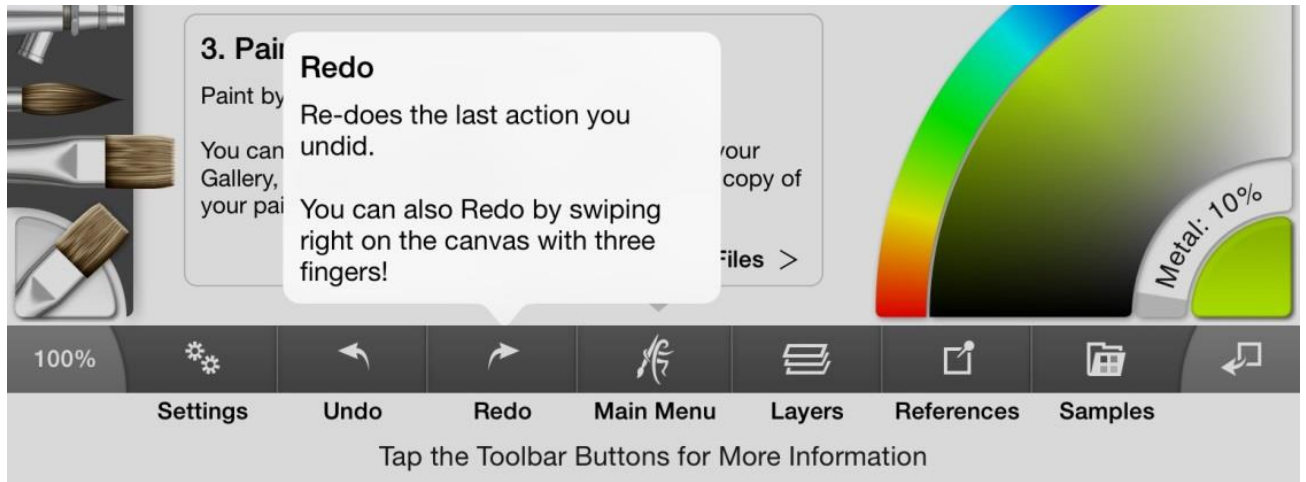 3. Pai
Redo
Paint by
Re-does the last action you
undid.
You can
your
Gallery,
copy of
your pai
You can also Redo by swiping
right on the canvas with three
fingers!
Files >
Metal: 10%
100%
Settings
Undo
Redo
Main Menu
Layers
References
Samples
Tap the Toolbar Buttons for More Information